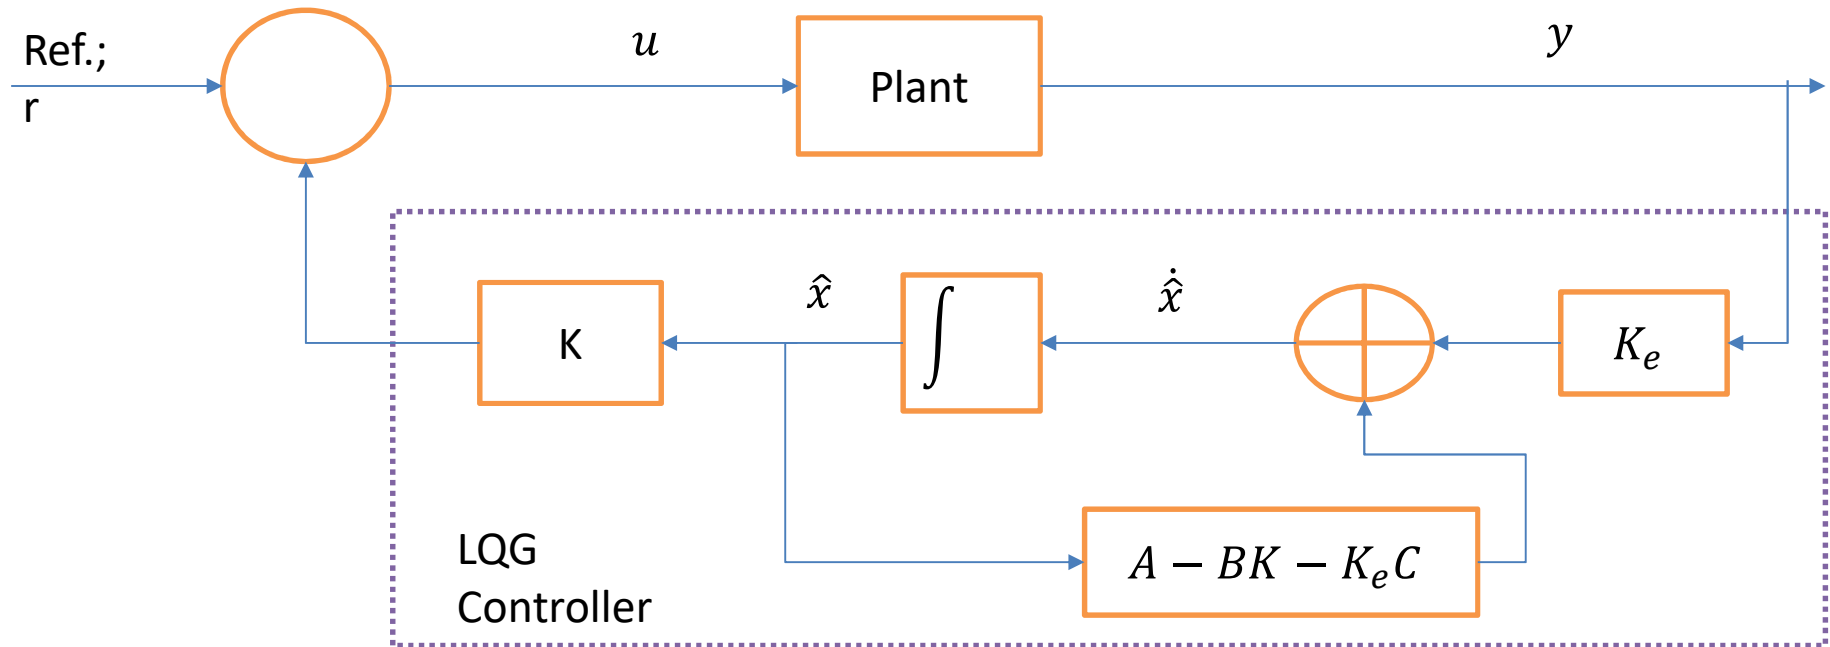 Ref.;
r
u
Plant
y
K
x̂
∫
ẋ̂
Kₑ
A − BK − KₑC
LQG
Controller